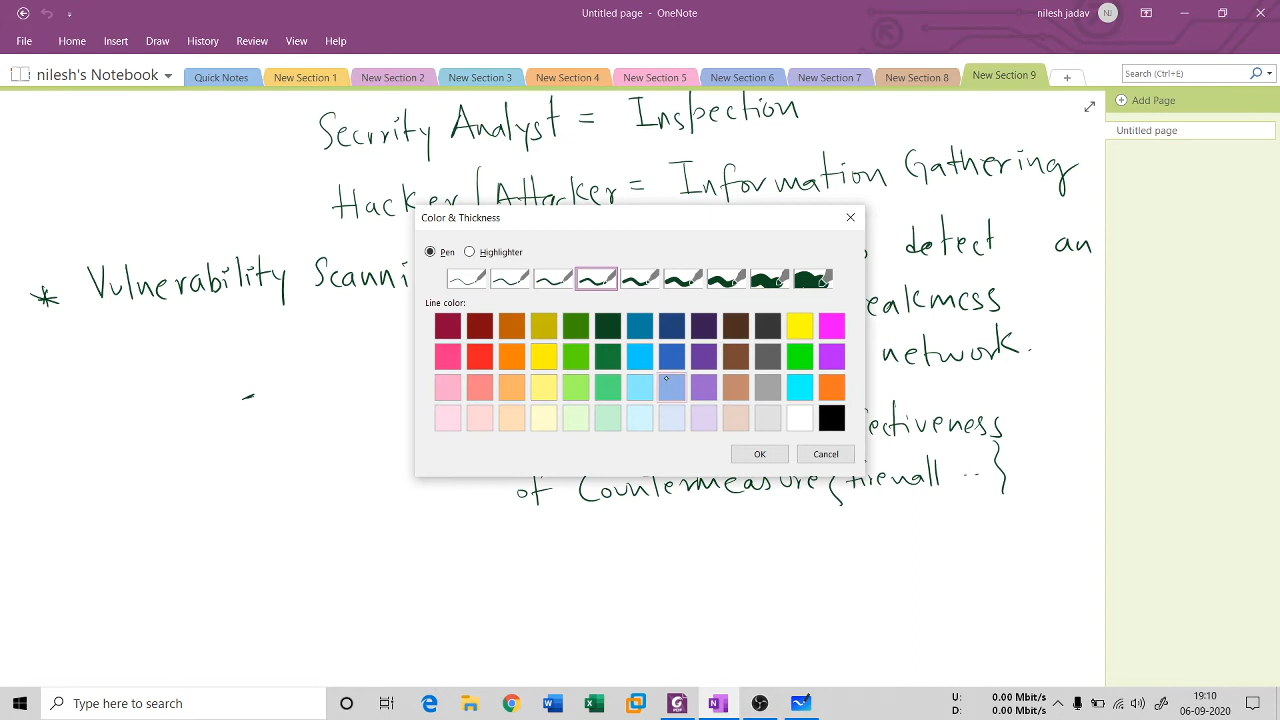 Untitled page - OneNote
nilesh jadav
NJ
File Home Insert Draw History Review View Help
nilesh's Notebook
Quick Notes
New Section 1
New Section 2
New Section 3
New Section 4
New Section 5
New Section 6
New Section 7
New Section 8
New Section 9
Search (Ctrl+E)
Add Page
Untitled page
Security Analyst = Inspection
Hacker / Attacker = Information Gathering
detect an
* Vulnerability Scanni
eakmess
network.
Color & Thickness
Pen Highlighter
Line color:
OK Cancel
ectiveness
of Countermeasure {firewall ... }
Type here to search
U: 0.00 Mbit/s
D: 0.00 Mbit/s
19:10
06-09-2020